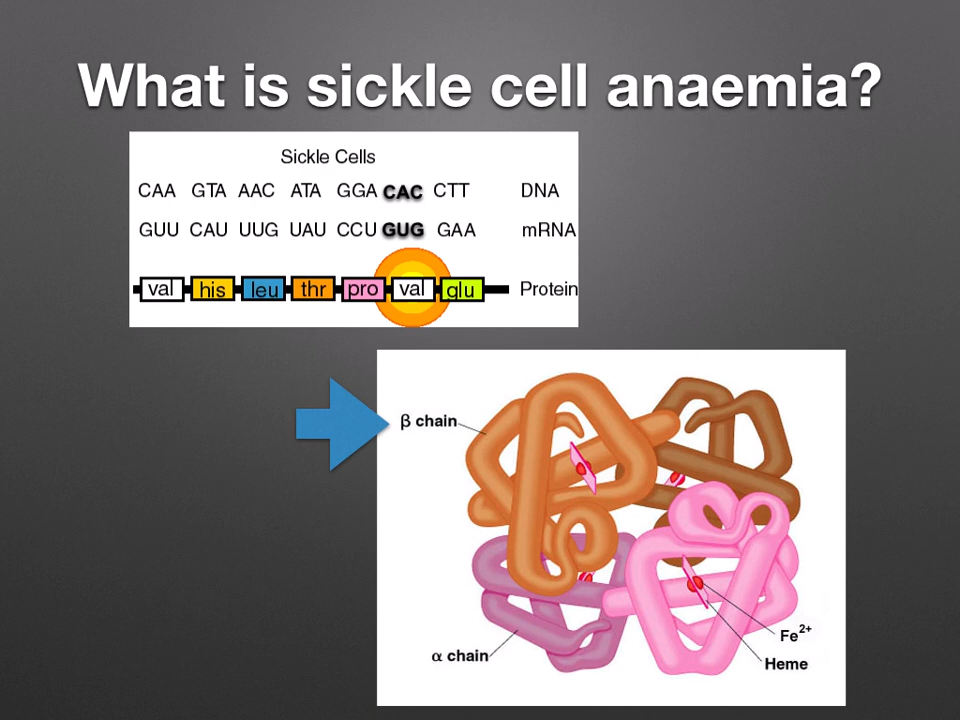 What is sickle cell anaemia?
Sickle Cells
CAA GTA AAC ATA GGA CAC CTT DNA
GUU CAU UUG UAU CCU GUG GAA mRNA
val his leu thr pro val glu Protein
β chain
Fe2+
α chain
Heme